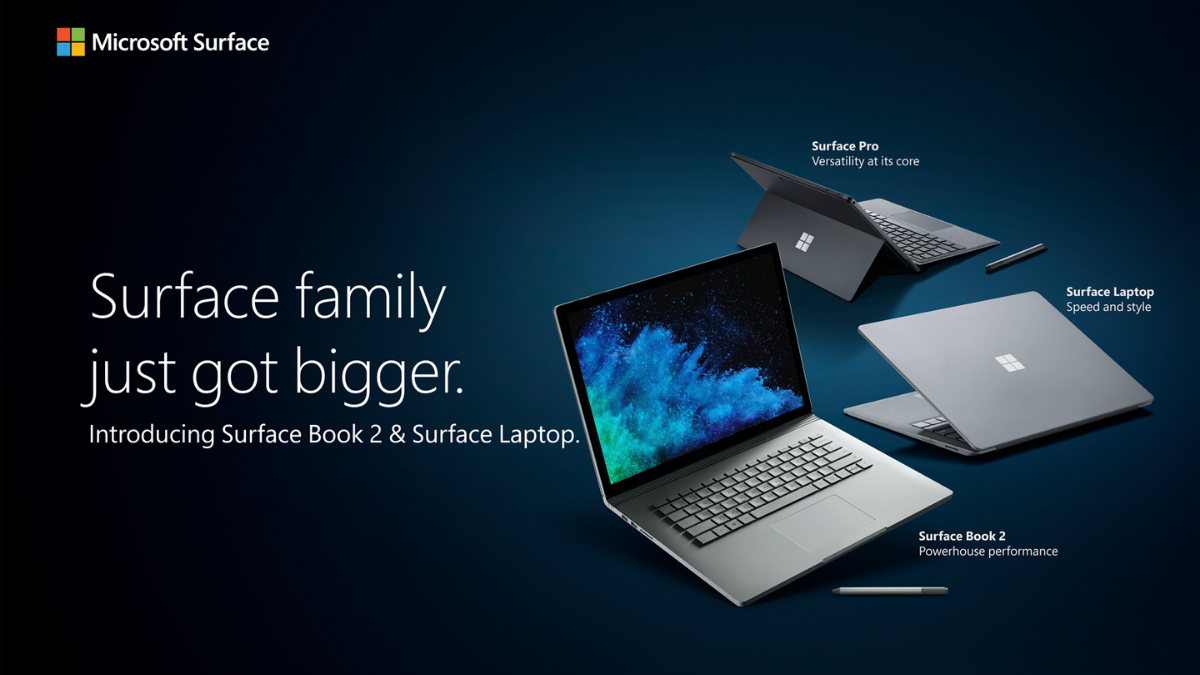 Microsoft Surface
Surface Pro
Versatility at its core
Surface family
just got bigger.
Introducing Surface Book 2 & Surface Laptop.
Surface Laptop
Speed and style
Surface Book 2
Powerhouse performance